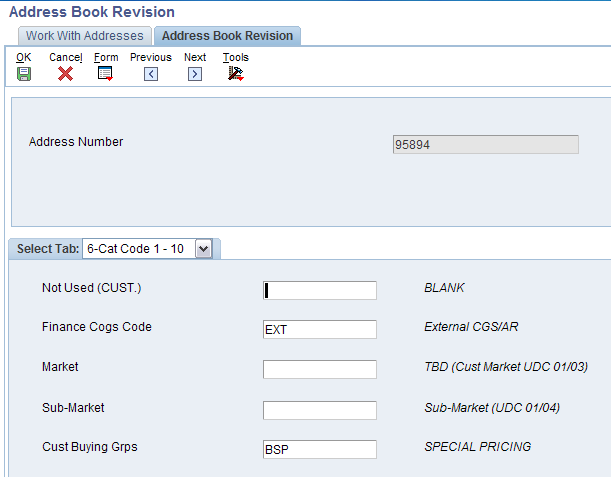 Address Book Revision
Work With Addresses Address Book Revision
OK Cancel Form Previous Next Tools
Address Number 95894
Select Tab: 6-Cat Code 1 - 10
Not Used (CUST.) BLANK
Finance Cogs Code EXT External CGS/AR
Market TBD (Cust Market UDC 01/03)
Sub-Market Sub-Market (UDC 01/04)
Cust Buying Grps BSP SPECIAL PRICING